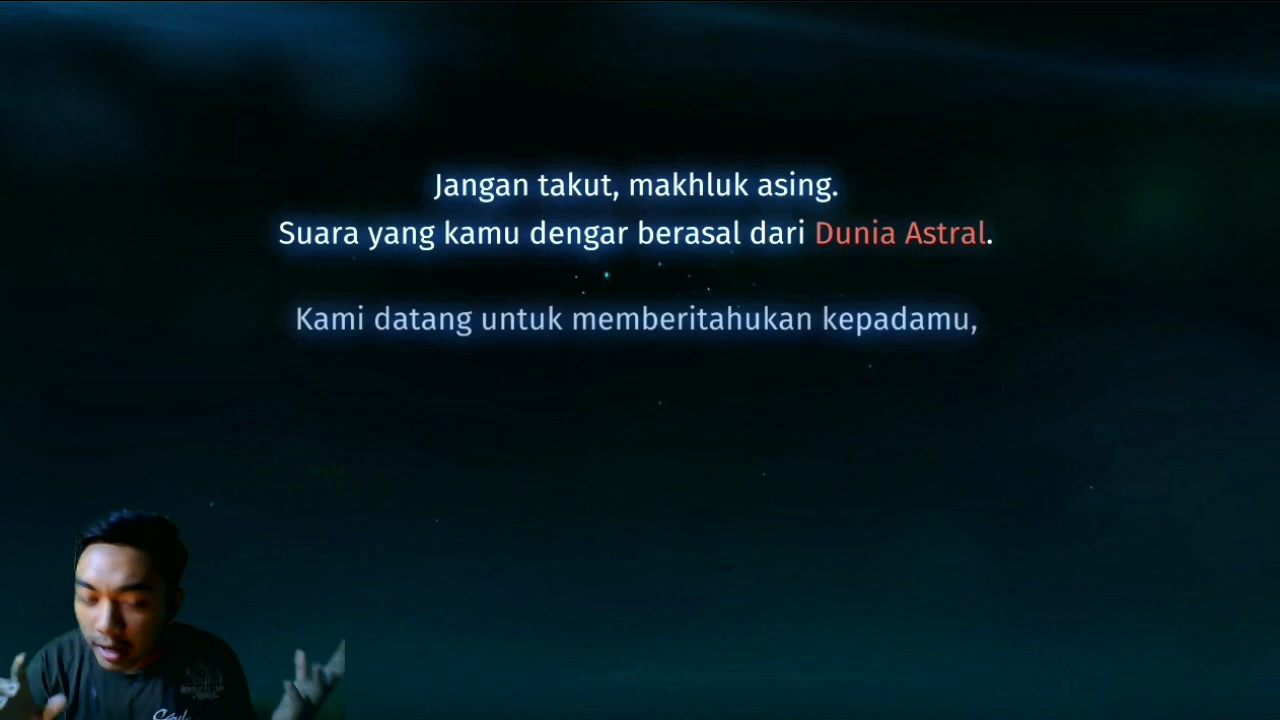 Jangan takut, makhluk asing.
Suara yang kamu dengar berasal dari Dunia Astral.
Kami datang untuk memberitahukan kepadamu,